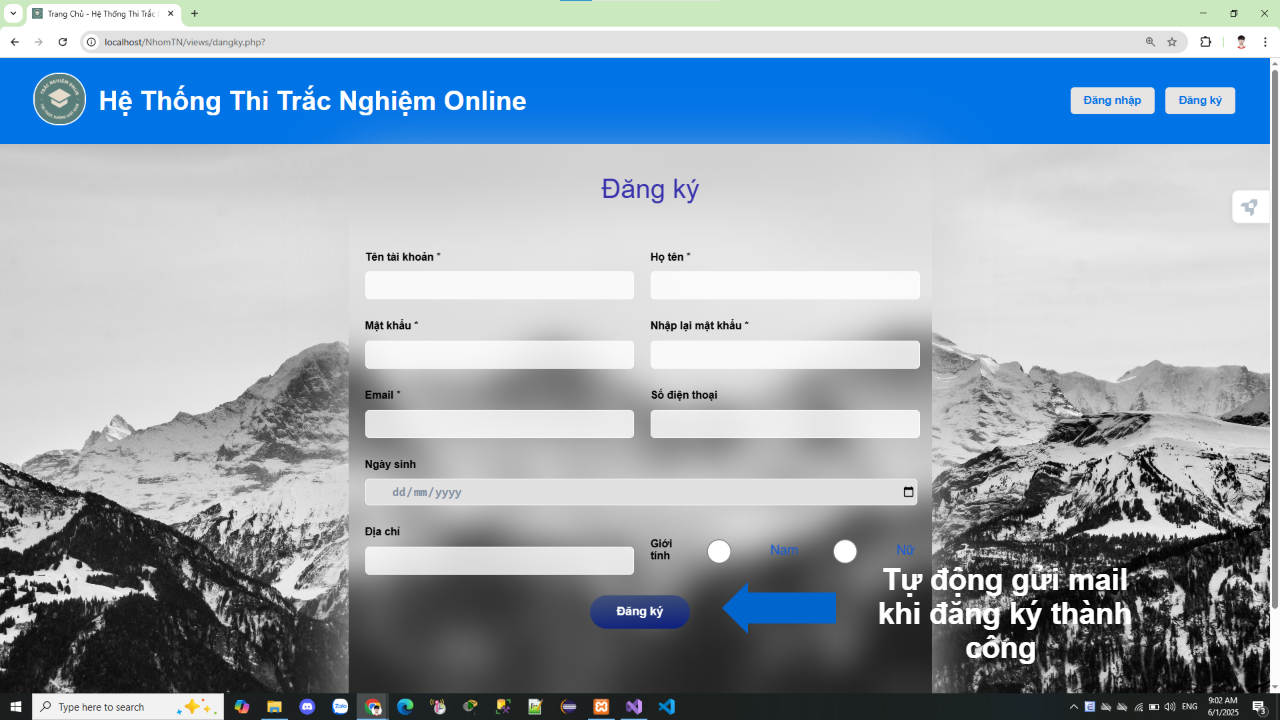 Trang Chủ - Hệ Thống Thi Trắc
localhost/NhomTN/views/dangky.php?
Hệ Thống Thi Trắc Nghiệm Online
Đăng nhập
Đăng ký
Đăng ký
Tên tài khoản *
Họ tên *
Mật khẩu *
Nhập lại mật khẩu *
Email *
Số điện thoại
Ngày sinh
dd/mm/yyyy
Địa chỉ
Giới
tính
Nam
Nữ
Đăng ký
Tự động gửi mail
khi đăng ký thành
công
Type here to search
Zalo
ENG
9:02 AM
6/1/2025
3